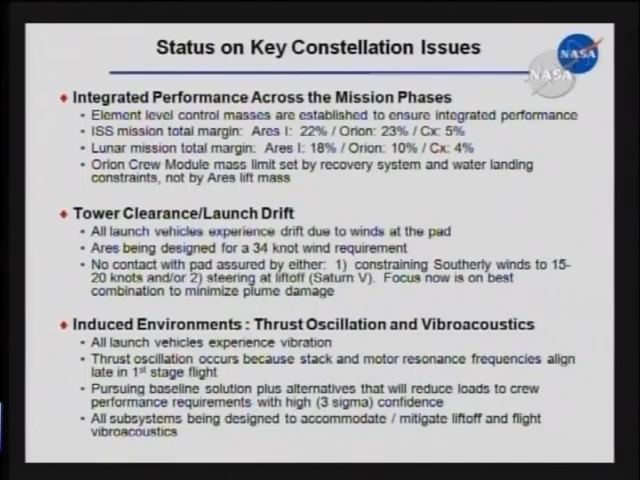 Status on Key Constellation Issues
NASA
NASA
Integrated Performance Across the Mission Phases
• Element level control masses are established to ensure integrated performance
• ISS mission total margin: Ares I: 22% / Orion: 23% / Cx: 5%
• Lunar mission total margin: Ares I: 18% / Orion: 10% / Cx: 4%
• Orion Crew Module mass limit set by recovery system and water landing
constraints, not by Ares lift mass
Tower Clearance/Launch Drift
• All launch vehicles experience drift due to winds at the pad
• Ares being designed for a 34 knot wind requirement
• No contact with pad assured by either: 1) constraining Southerly winds to 15-
20 knots and/or 2) steering at liftoff (Saturn V). Focus now is on best
combination to minimize plume damage
Induced Environments : Thrust Oscillation and Vibroacoustics
• All launch vehicles experience vibration
• Thrust oscillation occurs because stack and motor resonance frequencies align
late in 1st stage flight
• Pursuing baseline solution plus alternatives that will reduce loads to crew
performance requirements with high (3 sigma) confidence
• All subsystems being designed to accommodate / mitigate liftoff and flight
vibroacoustics